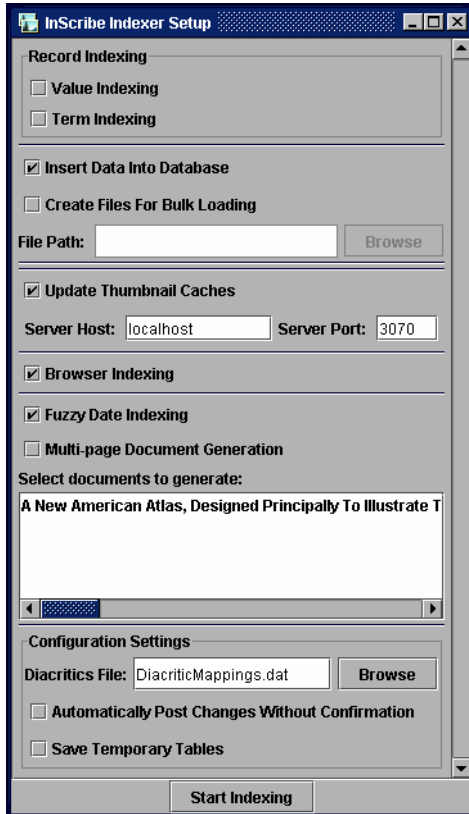 InScribe Indexer Setup
Record Indexing
Value Indexing
Term Indexing
Insert Data Into Database
Create Files For Bulk Loading
File Path: Browse
Update Thumbnail Caches
Server Host: localhost Server Port: 3070
Browser Indexing
Fuzzy Date Indexing
Multi-page Document Generation
Select documents to generate:
A New American Atlas, Designed Principally To Illustrate T
Configuration Settings
Diacritics File: DiacriticMappings.dat Browse
Automatically Post Changes Without Confirmation
Save Temporary Tables
Start Indexing